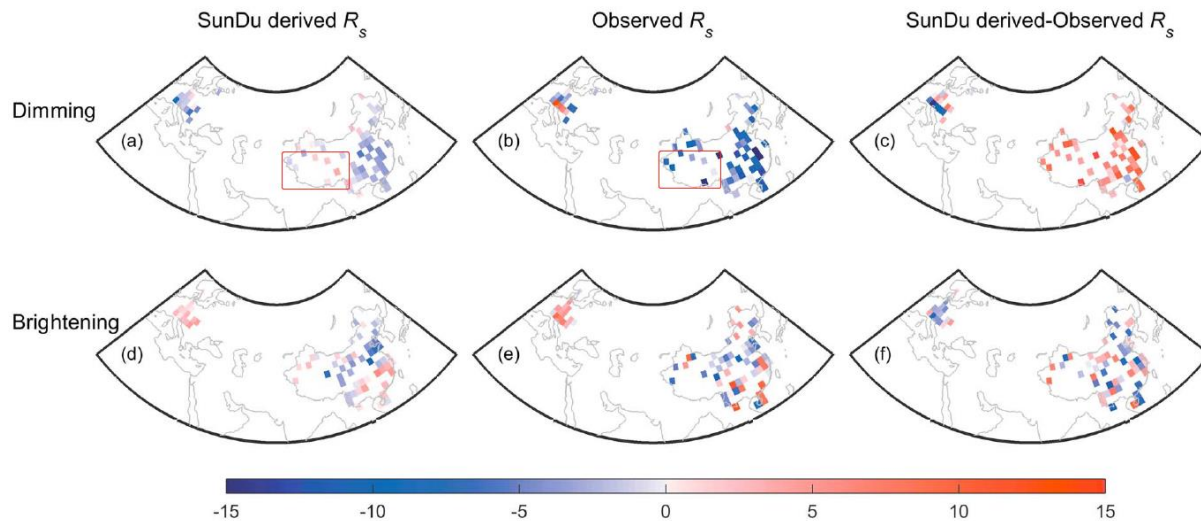 SunDu derived Rs Observed Rs SunDu derived-Observed Rs
Dimming
(a) (b) (c)
Brightening
(d) (e) (f)
-15 -10 -5 0 5 10 15